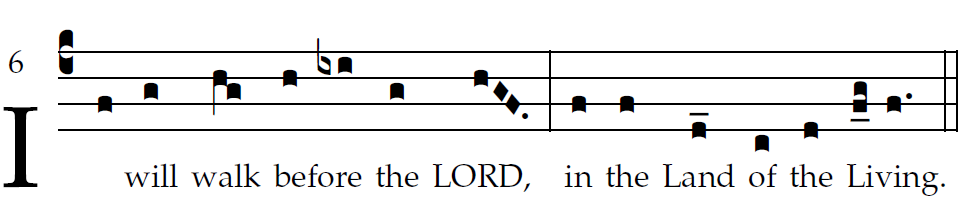 6
I will walk before the LORD, in the Land of the Living.